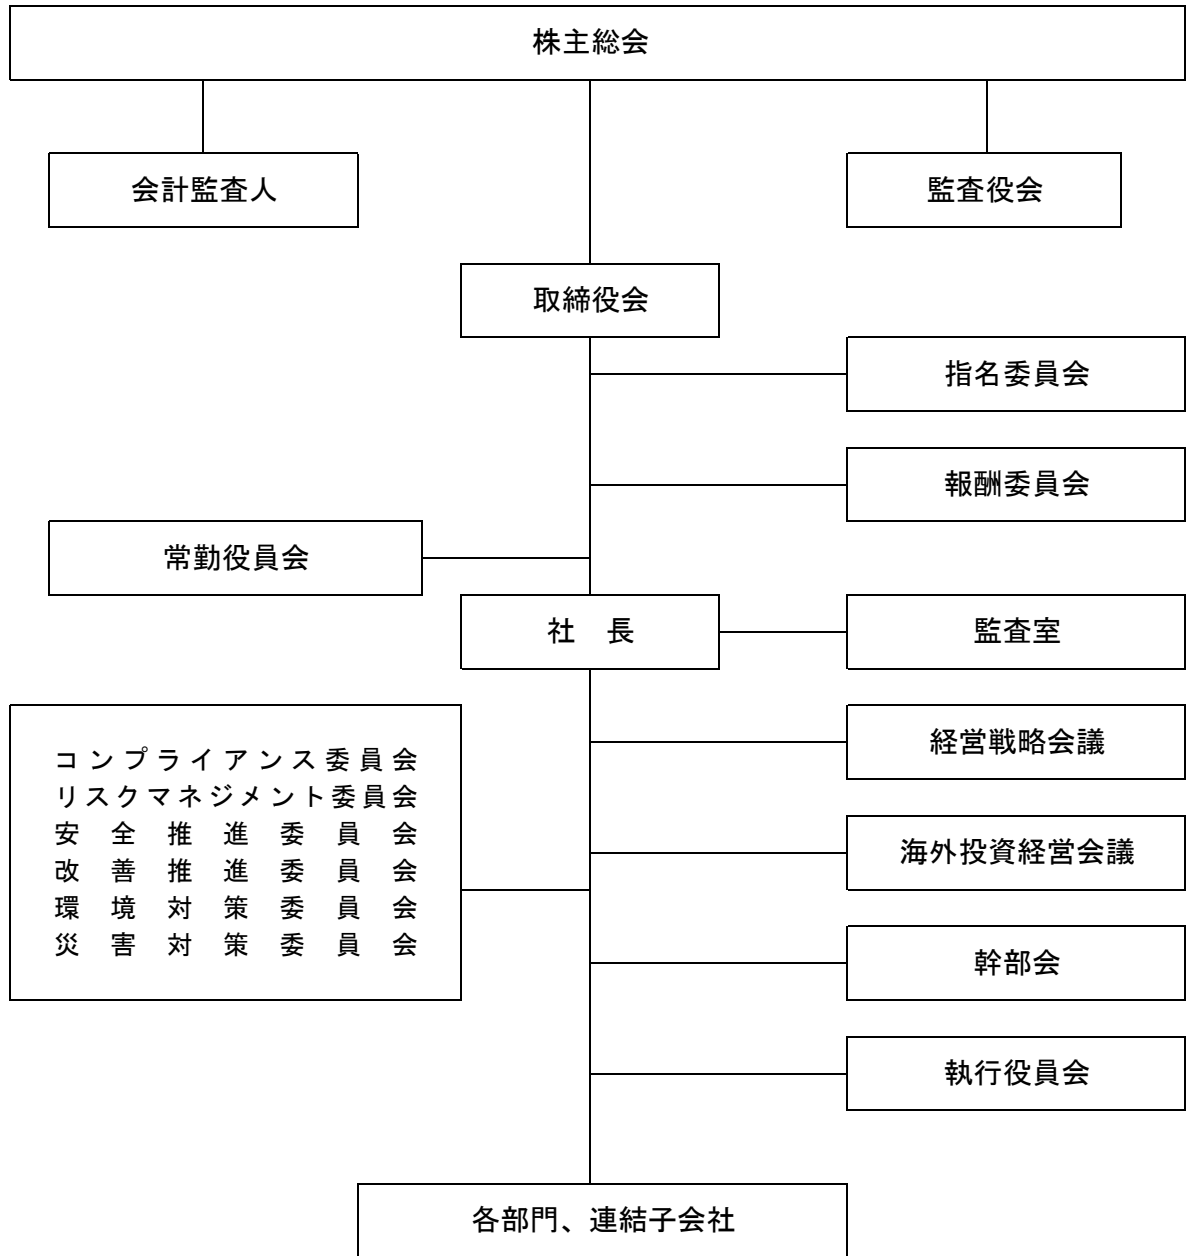 株主総会
会計監査人
監査役会
取締役会
指名委員会
報酬委員会
常勤役員会
社　長
監査室
経営戦略会議
コンプライアンス委員会
リスクマネジメント委員会
安全推進委員会
改善推進委員会
環境対策委員会
災害対策委員会
海外投資経営会議
幹部会
執行役員会
各部門、連結子会社